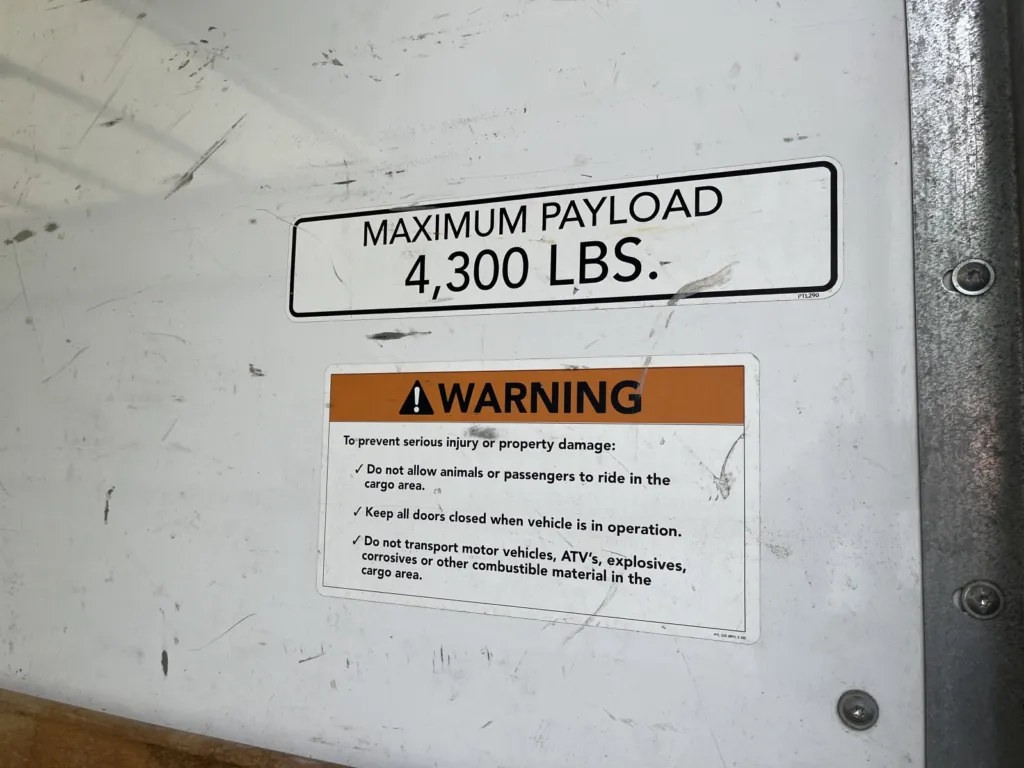 MAXIMUM PAYLOAD
4,300 LBS.
PTL290
WARNING
To prevent serious injury or property damage:
✓ Do not allow animals or passengers to ride in the
cargo area.
✓ Keep all doors closed when vehicle is in operation.
✓ Do not transport motor vehicles, ATV's, explosives,
corrosives or other combustible material in the
cargo area.